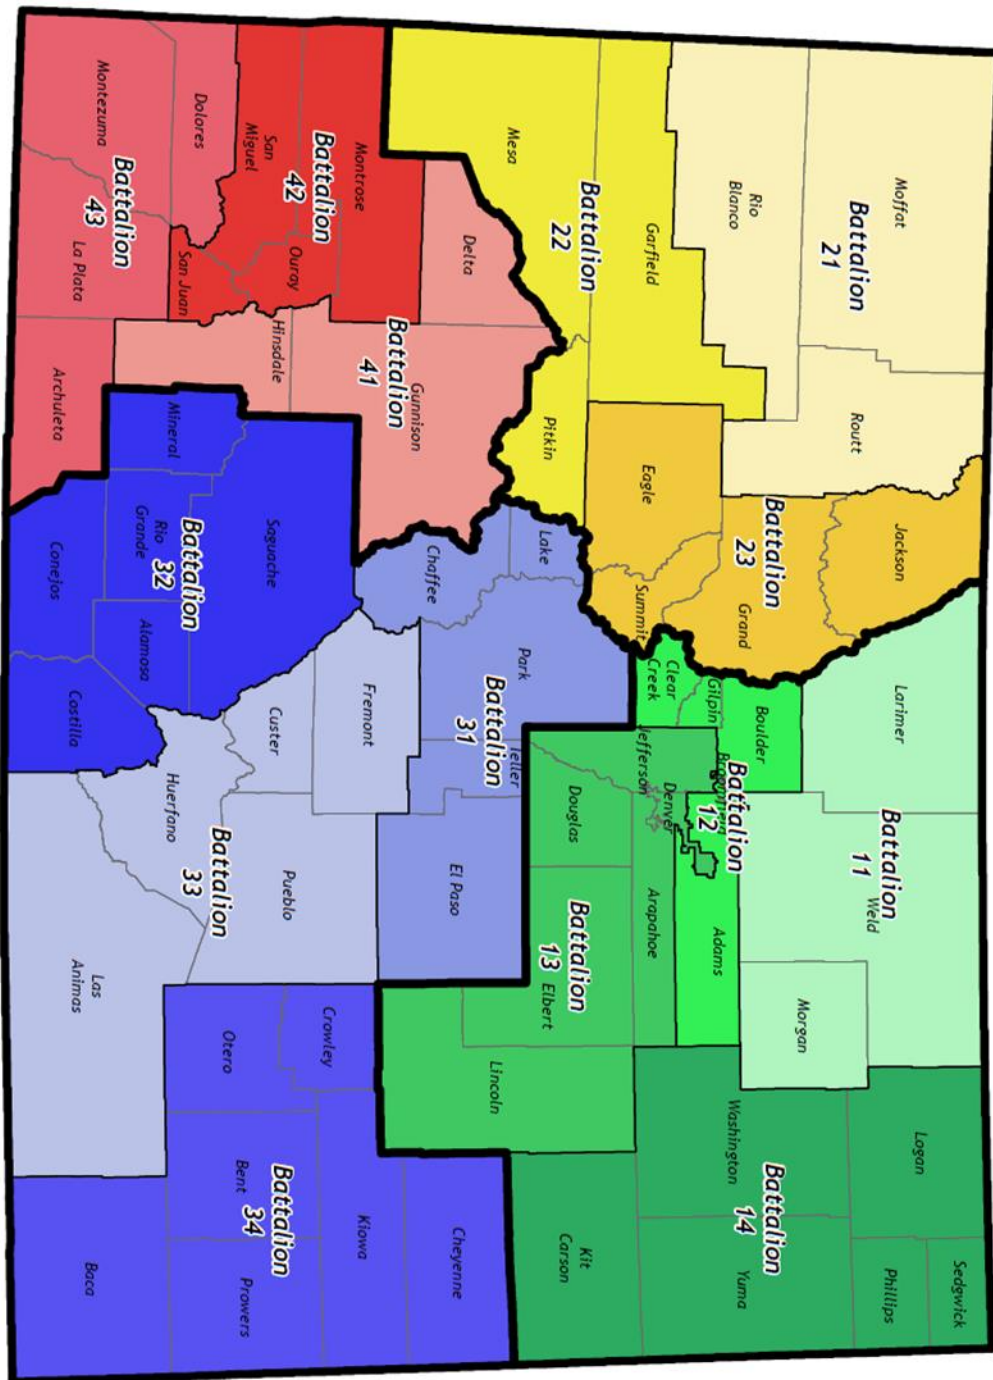 Moffat
Battalion
21
Rio
Blanco
Routt
Garfield
Battalion
22
Mesa
Pitkin
Jackson
Battalion
23
Grand
Eagle
Summit
Larimer
Battalion
11
Weld
Morgan
Boulder
Gilpin
Clear
Creek
Broomfield
Battalion
12
Adams
Jefferson
Denver
Arapahoe
Douglas
Battalion
13
Elbert
Lincoln
Logan
Sedgwick
Phillips
Washington
Battalion
14
Yuma
Kit
Carson
Montrose
Battalion
42
San
Miguel
Ouray
San Juan
Dolores
Montezuma
Battalion
43
La Plata
Archuleta
Delta
Battalion
41
Gunnison
Hinsdale
Lake
Chaffee
Park
Battalion
31
Teller
El Paso
Saguache
Mineral
Battalion
32
Rio
Grande
Alamosa
Conejos
Costilla
Fremont
Custer
Huerfano
Battalion
33
Pueblo
Las
Animas
Crowley
Otero
Cheyenne
Kiowa
Battalion
34
Bent
Prowers
Baca